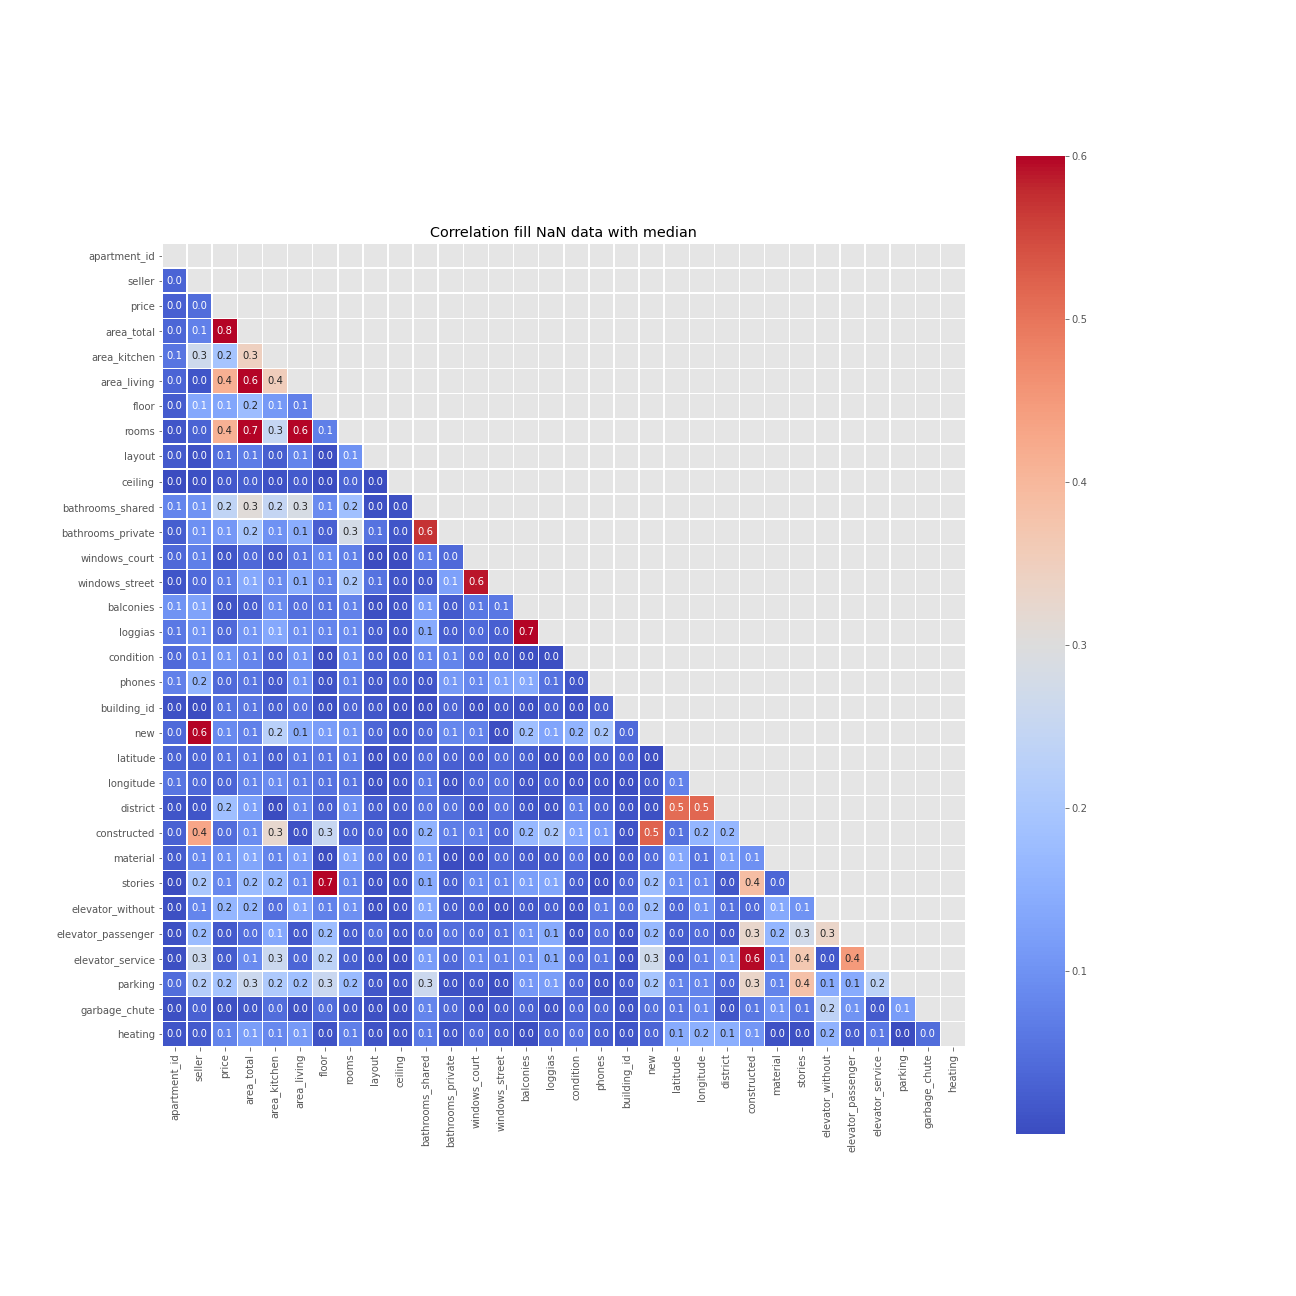 Correlation fill NaN data with median
apartment_id
seller 0.0
price 0.0 0.0
area_total 0.0 0.1 0.8
area_kitchen 0.1 0.3 0.2 0.3
area_living 0.0 0.0 0.4 0.6 0.4
floor 0.0 0.1 0.1 0.2 0.1 0.1
rooms 0.0 0.0 0.4 0.7 0.3 0.6 0.1
layout 0.0 0.0 0.1 0.1 0.0 0.1 0.0 0.1
ceiling 0.0 0.0 0.0 0.0 0.0 0.0 0.0 0.0 0.0
bathrooms_shared 0.1 0.1 0.2 0.3 0.2 0.3 0.1 0.2 0.0 0.0
bathrooms_private 0.0 0.1 0.1 0.2 0.1 0.1 0.0 0.3 0.1 0.0 0.6
windows_court 0.0 0.1 0.0 0.0 0.0 0.1 0.1 0.1 0.0 0.0 0.1 0.0
windows_street 0.0 0.0 0.1 0.1 0.1 0.1 0.1 0.2 0.1 0.0 0.0 0.1 0.6
balconies 0.1 0.1 0.0 0.0 0.1 0.0 0.1 0.1 0.0 0.0 0.1 0.0 0.1 0.1
loggias 0.1 0.1 0.0 0.1 0.1 0.1 0.1 0.1 0.0 0.0 0.1 0.0 0.0 0.0 0.7
condition 0.0 0.1 0.1 0.1 0.0 0.1 0.0 0.1 0.0 0.0 0.1 0.1 0.0 0.0 0.0 0.0
phones 0.1 0.2 0.0 0.1 0.0 0.1 0.0 0.1 0.0 0.0 0.0 0.1 0.1 0.1 0.1 0.1 0.0
building_id 0.0 0.0 0.1 0.1 0.0 0.0 0.0 0.0 0.0 0.0 0.0 0.0 0.0 0.0 0.0 0.0 0.0 0.0
new 0.0 0.6 0.1 0.1 0.2 0.1 0.1 0.1 0.0 0.0 0.0 0.1 0.1 0.0 0.2 0.1 0.2 0.2 0.0
latitude 0.0 0.0 0.1 0.1 0.0 0.1 0.1 0.1 0.0 0.0 0.0 0.0 0.0 0.0 0.0 0.0 0.0 0.0 0.0 0.0
longitude 0.1 0.0 0.0 0.1 0.1 0.1 0.1 0.1 0.0 0.0 0.1 0.0 0.0 0.0 0.0 0.0 0.0 0.0 0.0 0.0 0.1
district 0.0 0.0 0.2 0.1 0.0 0.1 0.0 0.1 0.0 0.0 0.0 0.0 0.0 0.0 0.0 0.0 0.1 0.0 0.0 0.0 0.5 0.5
constructed 0.0 0.4 0.0 0.1 0.3 0.0 0.3 0.0 0.0 0.0 0.2 0.1 0.1 0.0 0.2 0.2 0.1 0.1 0.0 0.5 0.1 0.2 0.2
material 0.0 0.1 0.1 0.1 0.1 0.1 0.0 0.1 0.0 0.0 0.1 0.0 0.0 0.0 0.0 0.0 0.0 0.0 0.0 0.0 0.1 0.1 0.1 0.1
stories 0.0 0.2 0.1 0.2 0.2 0.1 0.7 0.1 0.0 0.0 0.1 0.0 0.1 0.1 0.1 0.1 0.0 0.0 0.0 0.2 0.1 0.1 0.0 0.4 0.0
elevator_without 0.0 0.1 0.2 0.2 0.0 0.1 0.1 0.1 0.0 0.0 0.1 0.0 0.0 0.0 0.0 0.0 0.0 0.1 0.0 0.2 0.0 0.1 0.1 0.0 0.1 0.1
elevator_passenger 0.0 0.2 0.0 0.0 0.1 0.0 0.2 0.0 0.0 0.0 0.0 0.0 0.0 0.1 0.1 0.1 0.0 0.0 0.0 0.2 0.0 0.0 0.0 0.3 0.2 0.3 0.3
elevator_service 0.0 0.3 0.0 0.1 0.3 0.0 0.2 0.0 0.0 0.0 0.1 0.0 0.1 0.1 0.1 0.1 0.0 0.1 0.0 0.3 0.0 0.1 0.1 0.6 0.1 0.4 0.0 0.4
parking 0.0 0.2 0.2 0.3 0.2 0.2 0.3 0.2 0.0 0.0 0.3 0.0 0.0 0.0 0.1 0.1 0.0 0.0 0.0 0.2 0.1 0.1 0.0 0.3 0.1 0.4 0.1 0.1 0.2
garbage_chute 0.0 0.0 0.0 0.0 0.0 0.0 0.0 0.0 0.0 0.0 0.1 0.0 0.0 0.0 0.0 0.0 0.0 0.0 0.0 0.0 0.1 0.1 0.0 0.1 0.1 0.1 0.2 0.1 0.0 0.1
heating 0.0 0.0 0.1 0.1 0.1 0.1 0.0 0.1 0.0 0.0 0.1 0.0 0.0 0.0 0.0 0.0 0.0 0.0 0.0 0.0 0.1 0.2 0.1 0.1 0.0 0.0 0.2 0.0 0.1 0.0 0.0
apartment_id
seller
price
area_total
area_kitchen
area_living
floor
rooms
layout
ceiling
bathrooms_shared
bathrooms_private
windows_court
windows_street
balconies
loggias
condition
phones
building_id
new
latitude
longitude
district
constructed
material
stories
elevator_without
elevator_passenger
elevator_service
parking
garbage_chute
heating
0.6
0.5
0.4
0.3
0.2
0.1